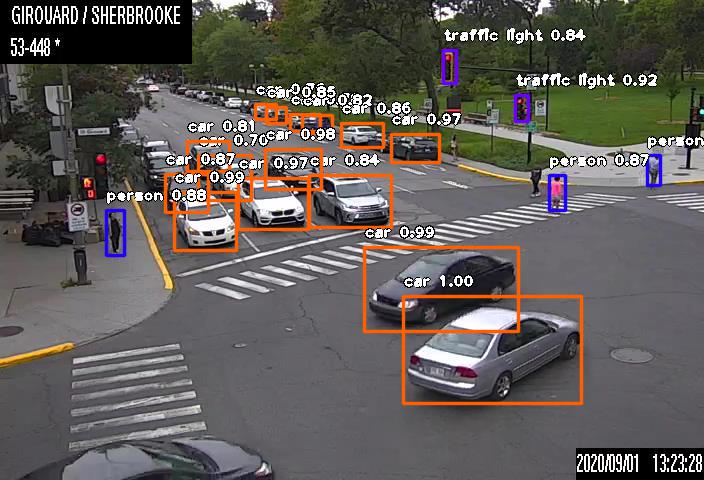 GIROUARD / SHERBROOKE
53-448 *
traffic light 0.84
traffic light 0.92
car 0.85
0.82
car 0.86
car 0.97
car 0.81
0.70
car 0.98
person
person 0.87
car 0.87
car 0.97
car 0.84
car 0.99
person 0.88
car 0.99
car 1.00
2020/09/01 13:23:28